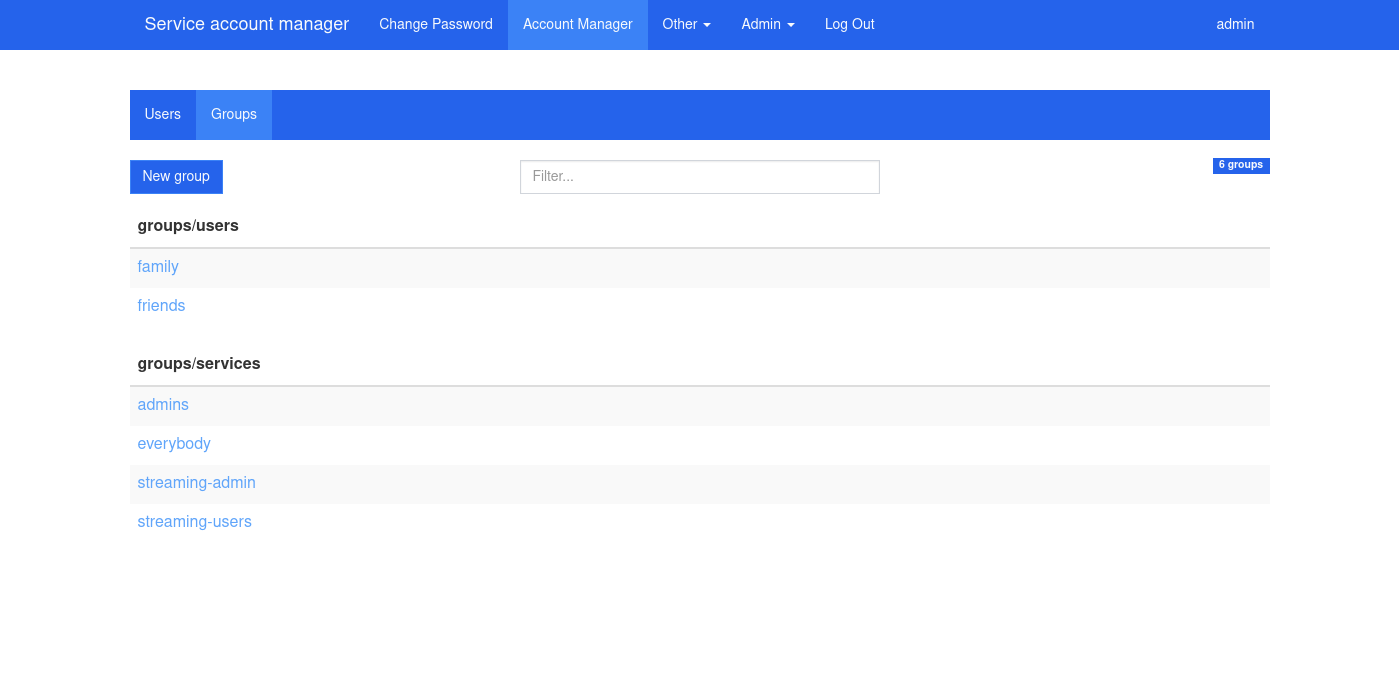 Service account manager Change Password Account Manager Other Admin Log Out admin
Users Groups
New group Filter... 6 groups
groups/users
family
friends
groups/services
admins
everybody
streaming-admin
streaming-users